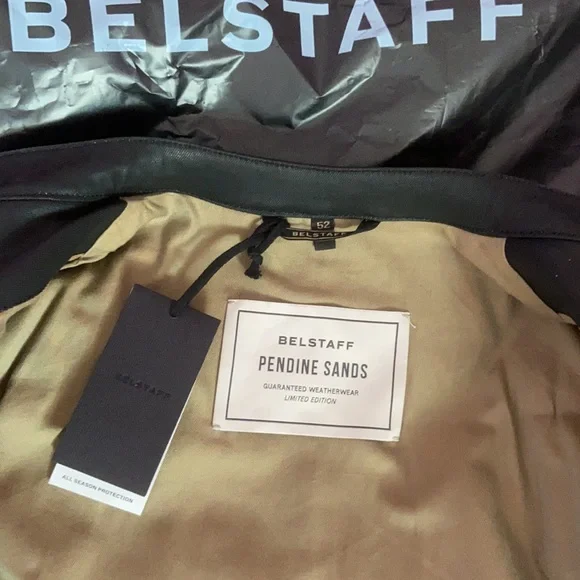 BELSTAFF
52
BELSTAFF
BELSTAFF
PENDINE SANDS
GUARANTEED WEATHERWEAR
LIMITED EDITION
BELSTAFF
ALL SEASON PROTECTION